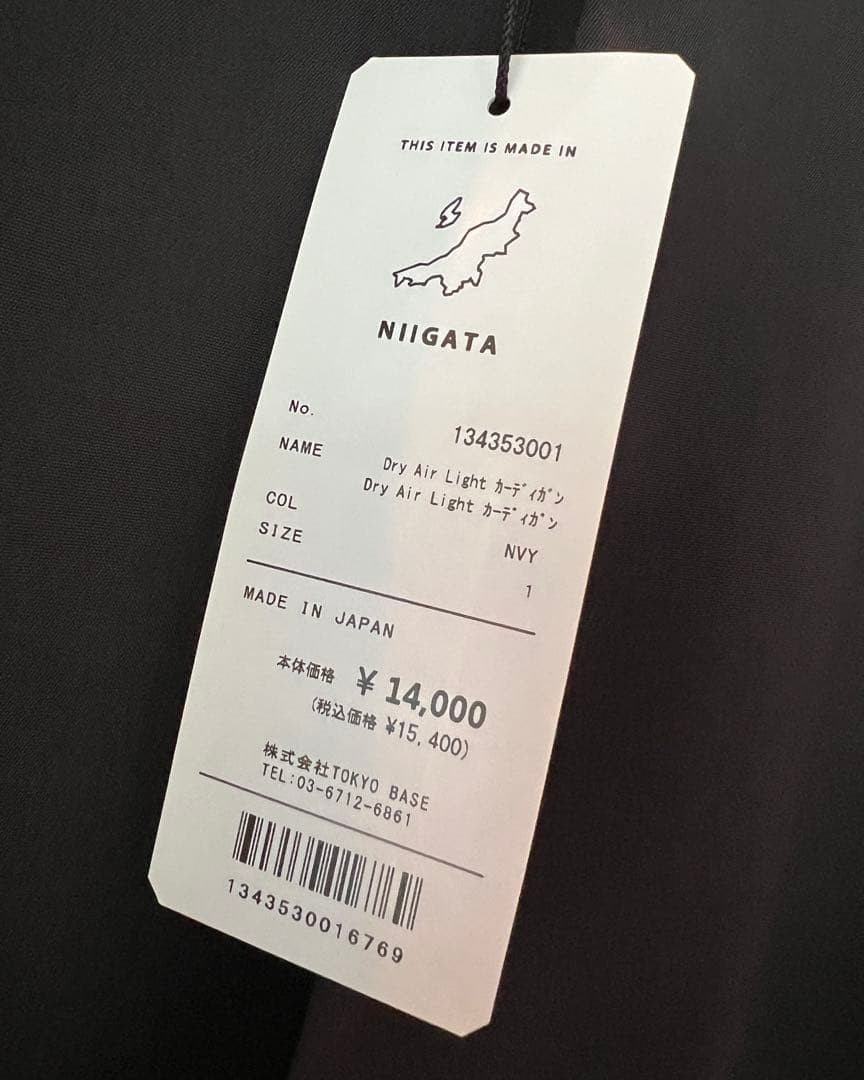 THIS ITEM IS MADE IN
NIIGATA
No. 134353001
NAME Dry Air Light カーディガン
Dry Air Light カーディガン
COL NVY
SIZE 1
MADE IN JAPAN
本体価格 ¥ 14,000
(税込価格 ¥15,400)
株式会社TOKYO BASE
TEL:03-6712-6861
1343530016769